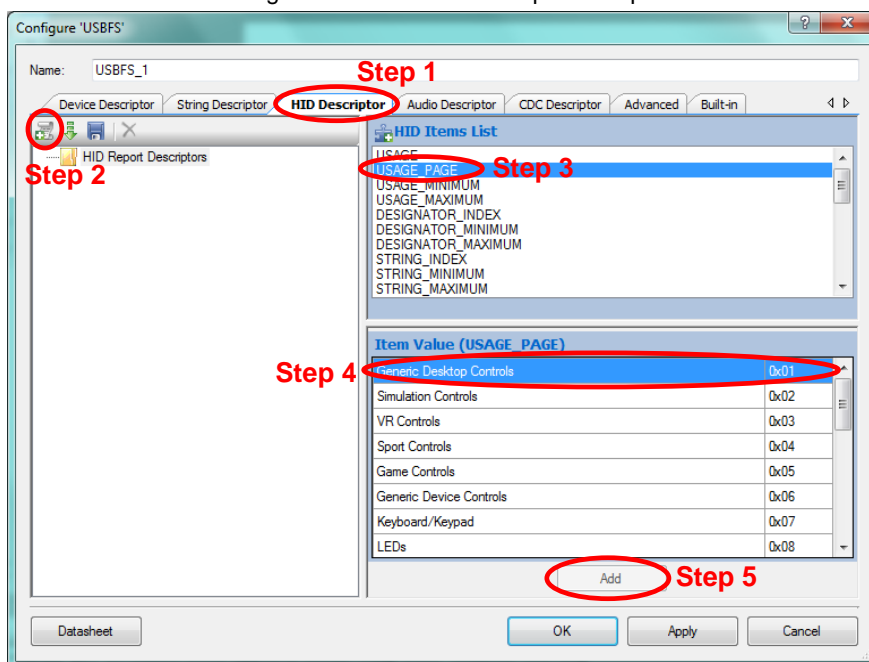 Configure 'USBFS'
Name: USBFS_1
Step 1
Device Descriptor String Descriptor HID Descriptor Audio Descriptor CDC Descriptor Advanced Built-in
HID Report Descriptors
Step 2
HID Items List
USAGE
USAGE_PAGE Step 3
USAGE_MINIMUM
USAGE_MAXIMUM
DESIGNATOR_INDEX
DESIGNATOR_MINIMUM
DESIGNATOR_MAXIMUM
STRING_INDEX
STRING_MINIMUM
STRING_MAXIMUM
Item Value (USAGE_PAGE)
Step 4 Generic Desktop Controls 0x01
Simulation Controls 0x02
VR Controls 0x03
Sport Controls 0x04
Game Controls 0x05
Generic Device Controls 0x06
Keyboard/Keypad 0x07
LEDs 0x08
Add Step 5
Datasheet OK Apply Cancel